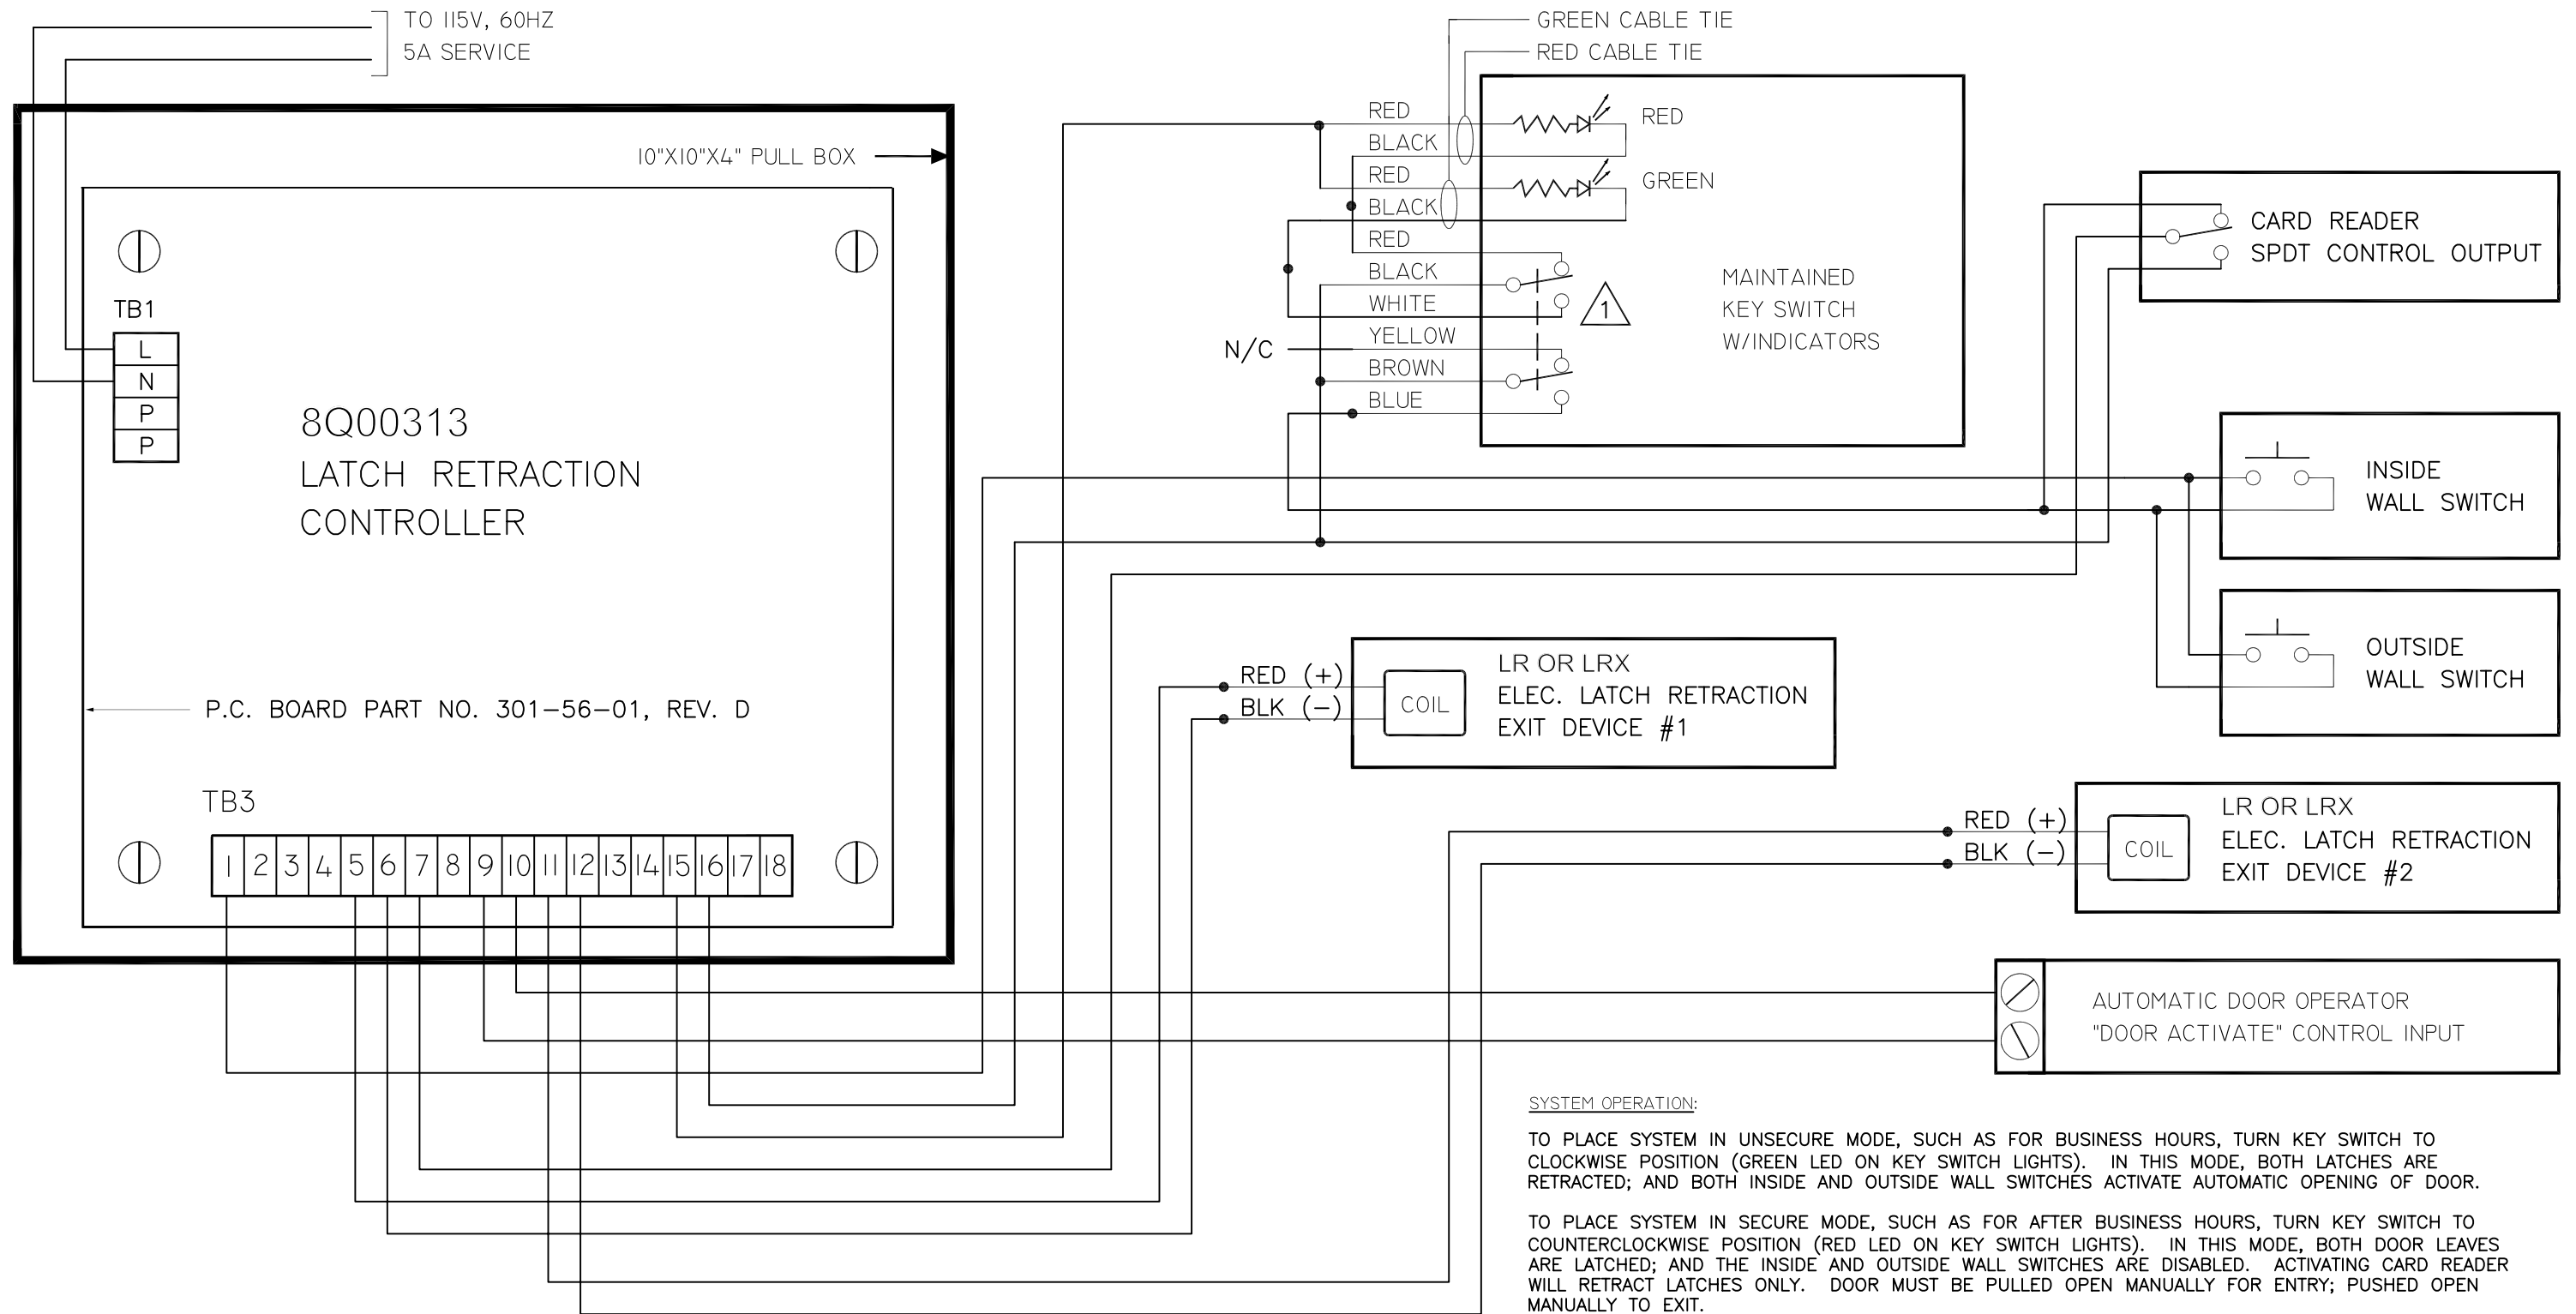 TO 115V, 60HZ
5A SERVICE
10"X10"X4" PULL BOX
TB1
L
N
P
P
8Q00313
LATCH RETRACTION
CONTROLLER
P.C. BOARD PART NO. 301-56-01, REV. D
TB3
1 2 3 4 5 6 7 8 9 10 11 12 13 14 15 16 17 18
GREEN CABLE TIE
RED CABLE TIE
RED
BLACK
RED
BLACK
RED
BLACK
WHITE
YELLOW
BROWN
BLUE
N/C
RED
GREEN
1
MAINTAINED
KEY SWITCH
W/INDICATORS
CARD READER
SPDT CONTROL OUTPUT
INSIDE
WALL SWITCH
OUTSIDE
WALL SWITCH
RED (+)
BLK (-)
COIL
LR OR LRX
ELEC. LATCH RETRACTION
EXIT DEVICE #1
RED (+)
BLK (-)
COIL
LR OR LRX
ELEC. LATCH RETRACTION
EXIT DEVICE #2
AUTOMATIC DOOR OPERATOR
"DOOR ACTIVATE" CONTROL INPUT
SYSTEM OPERATION:
TO PLACE SYSTEM IN UNSECURE MODE, SUCH AS FOR BUSINESS HOURS, TURN KEY SWITCH TO
CLOCKWISE POSITION (GREEN LED ON KEY SWITCH LIGHTS). IN THIS MODE, BOTH LATCHES ARE
RETRACTED; AND BOTH INSIDE AND OUTSIDE WALL SWITCHES ACTIVATE AUTOMATIC OPENING OF DOOR.
TO PLACE SYSTEM IN SECURE MODE, SUCH AS FOR AFTER BUSINESS HOURS, TURN KEY SWITCH TO
COUNTERCLOCKWISE POSITION (RED LED ON KEY SWITCH LIGHTS). IN THIS MODE, BOTH DOOR LEAVES
ARE LATCHED; AND THE INSIDE AND OUTSIDE WALL SWITCHES ARE DISABLED. ACTIVATING CARD READER
WILL RETRACT LATCHES ONLY. DOOR MUST BE PULLED OPEN MANUALLY FOR ENTRY; PUSHED OPEN
MANUALLY TO EXIT.